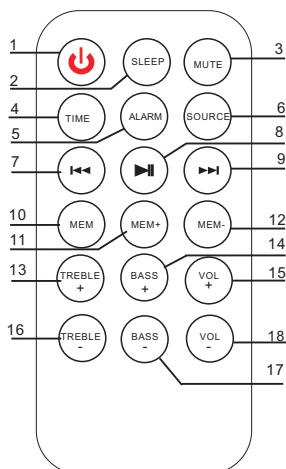 1
2
SLEEP
MUTE
3
4
TIME
ALARM
SOURCE
6
5
8
7
9
10
MEM
MEM+
MEM-
12
11
14
13
TREBLE
+
BASS
+
VOL
+
15
16
TREBLE
-
BASS
-
VOL
-
18
17